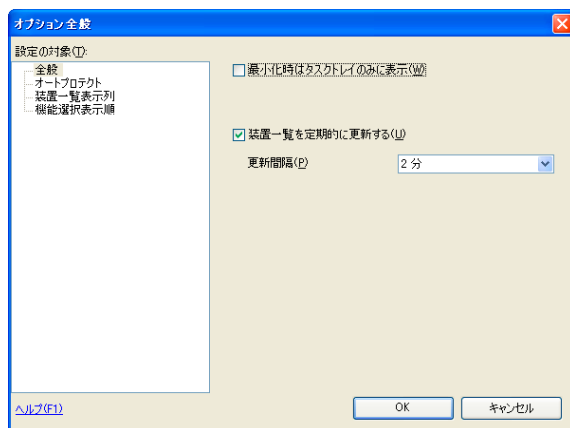 オプション全般
設定の対象(T):
全般
オートプロテクト
装置一覧表示列
機能選択表示順
最小化時はタスクトレイのみに表示(W)
装置一覧を定期的に更新する(U)
更新間隔(P)
2 分
ヘルプ(F1)
OK
キャンセル